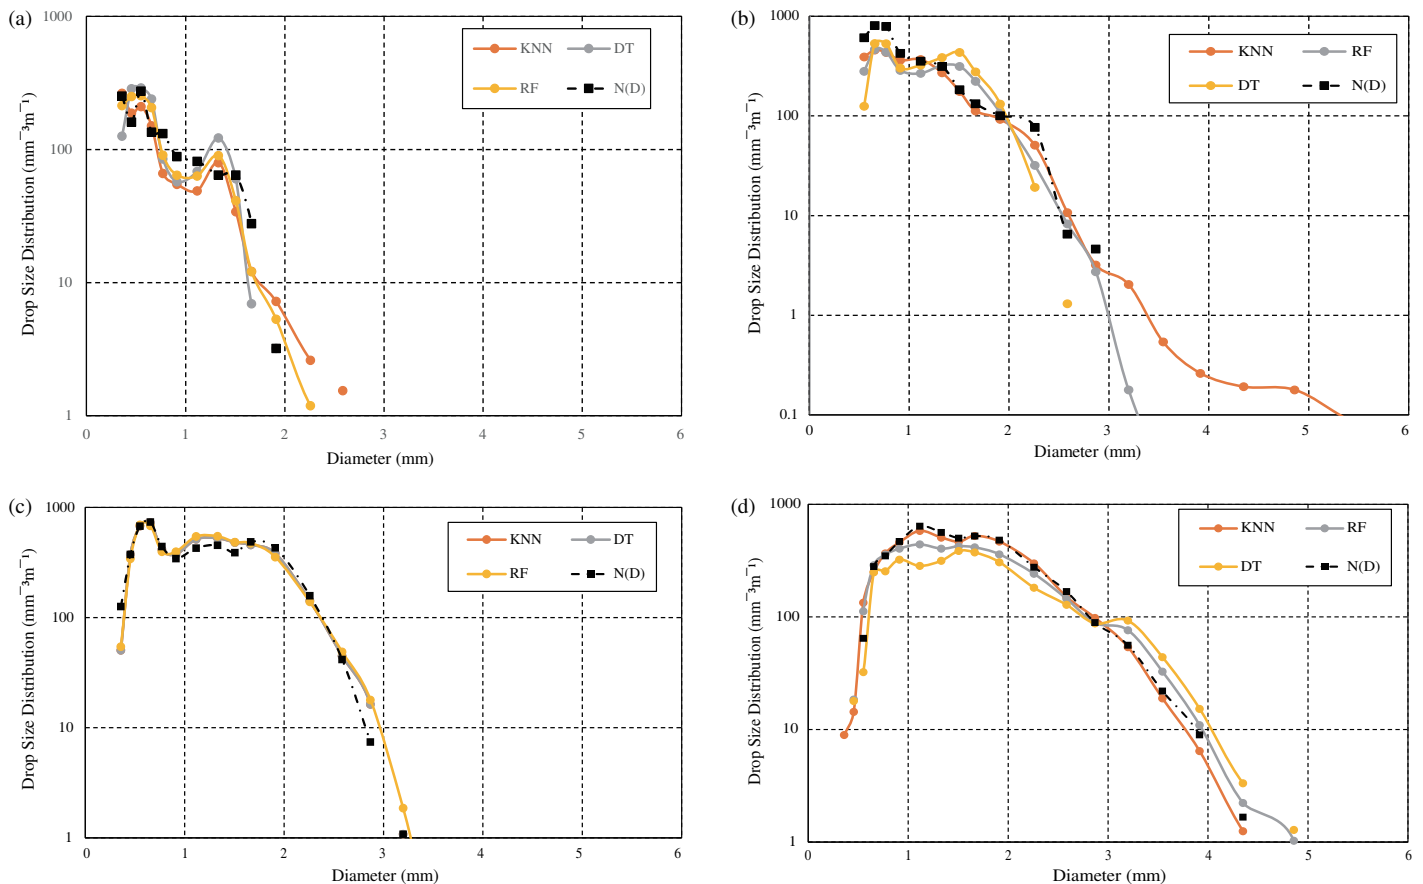 (a)
1000
100
10
1
Drop Size Distribution (mm¯³m¯¹)
KNN
DT
RF
N(D)
0 1 2 3 4 5 6
Diameter (mm)
(b)
1000
100
10
1
0.1
Drop Size Distribution (mm¯³m¯¹)
KNN
RF
DT
N(D)
0 1 2 3 4 5 6
Diameter (mm)
(c)
1000
100
10
1
Drop Size Distribution (mm¯³m¯¹)
KNN
DT
RF
N(D)
0 1 2 3 4 5 6
Diameter (mm)
(d)
1000
100
10
1
Drop Size Distribution (mm¯³m¯¹)
KNN
RF
DT
N(D)
0 1 2 3 4 5 6
Diameter (mm)